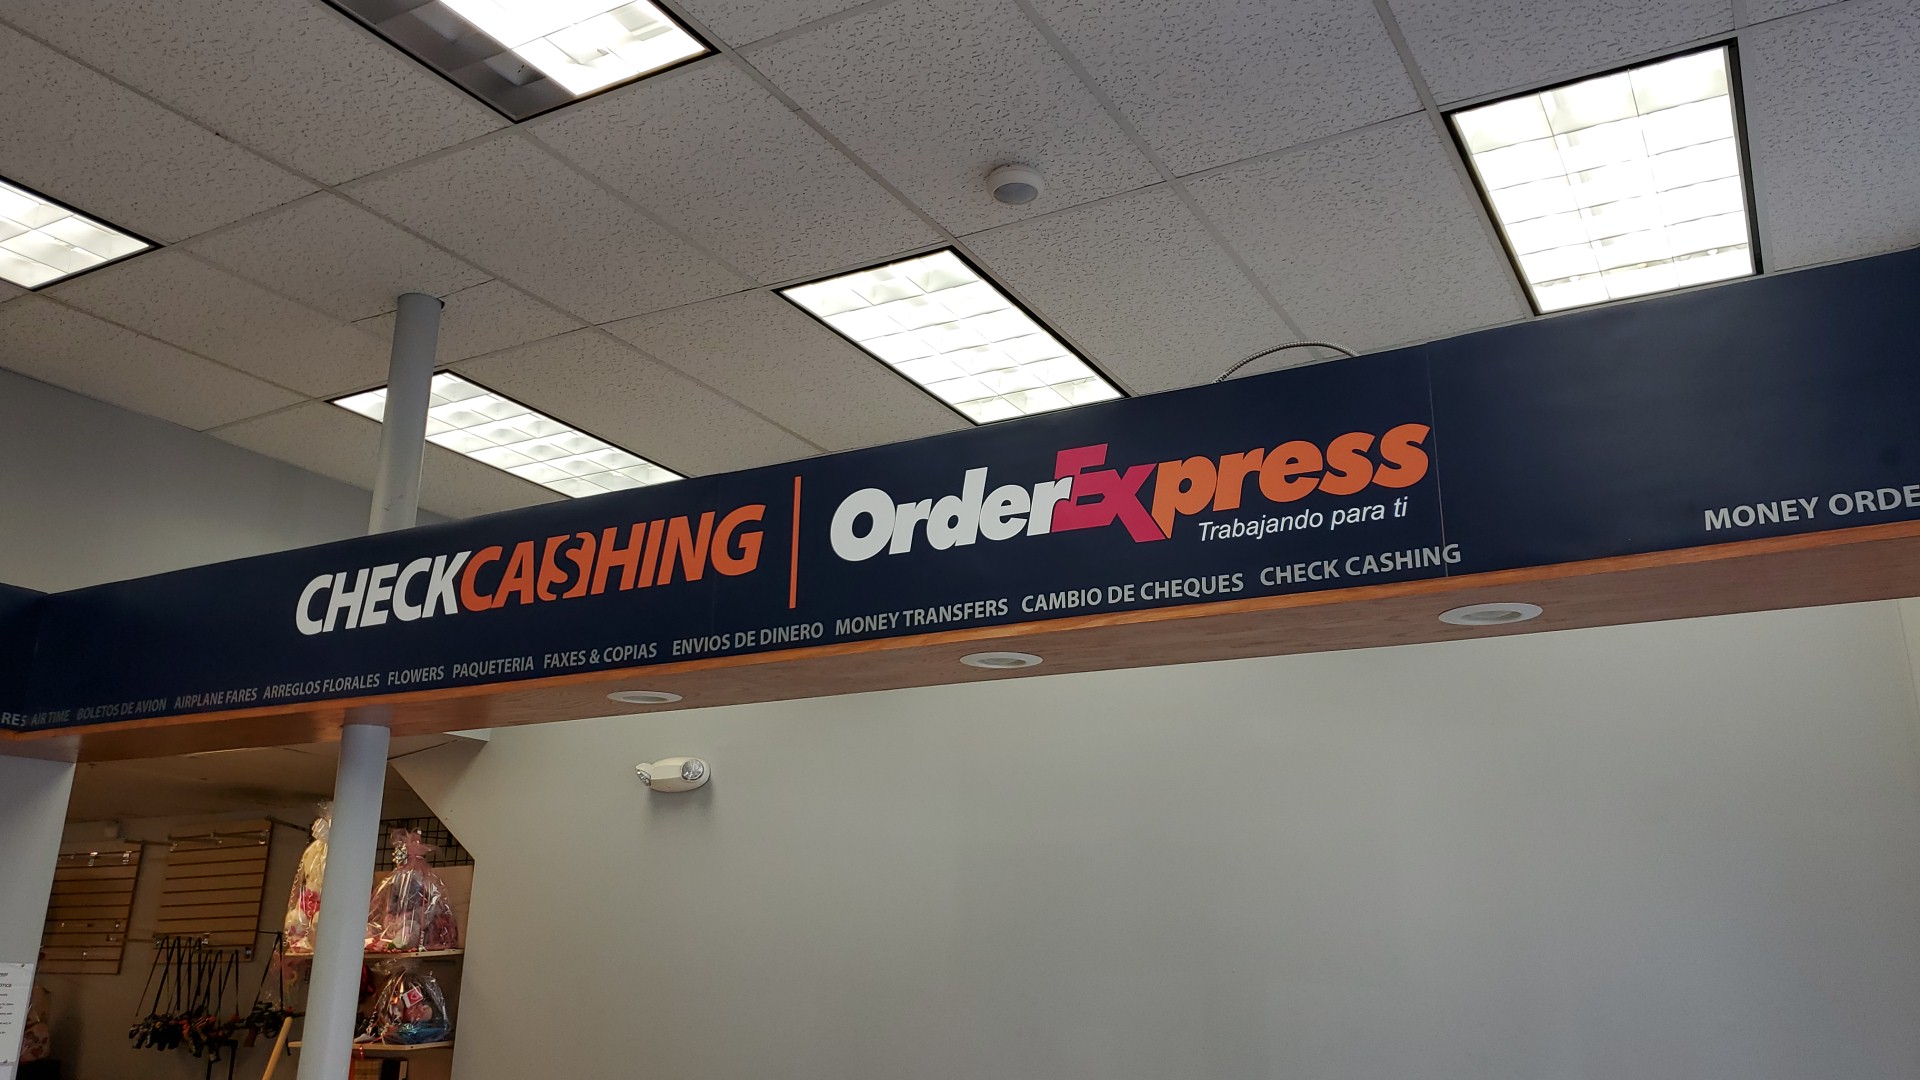 CHECKCASHING
OrderExpress
Trabajando para ti
RES AIR TIME BOLETOS DE AVION AIRPLANE FARES ARREGLOS FLORALES FLOWERS PAQUETERIA FAXES & COPIAS ENVIOS DE DINERO MONEY TRANSFERS CAMBIO DE CHEQUES CHECK CASHING MONEY ORDE